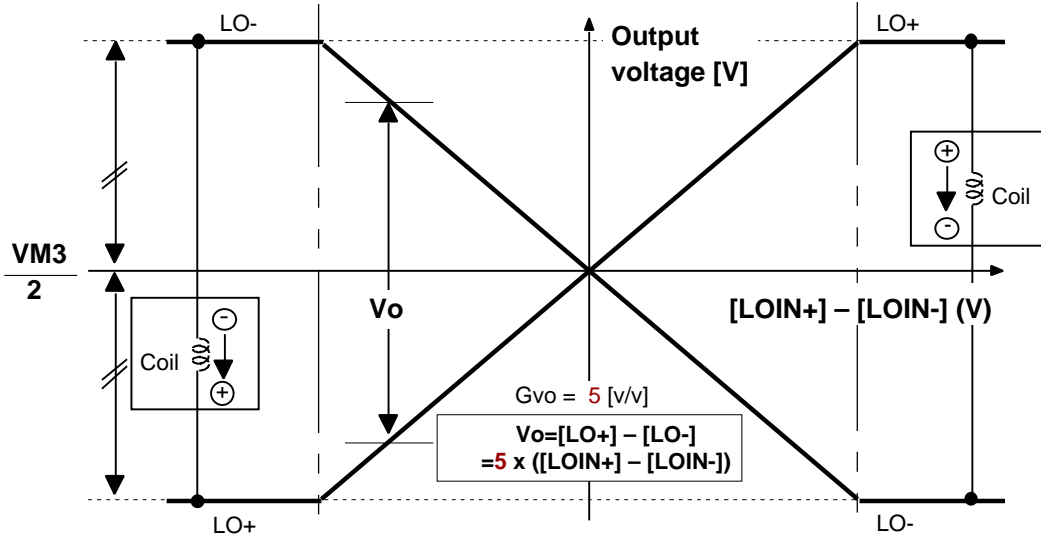 LO-
LO+
Output
voltage [V]
+
-
Coil
VM3
2
Vo
[LOIN+] – [LOIN-] (V)
-
+
Coil
Gvo = 5 [v/v]
Vo=[LO+] – [LO-]
=5 x ([LOIN+] – [LOIN-])
LO+
LO-